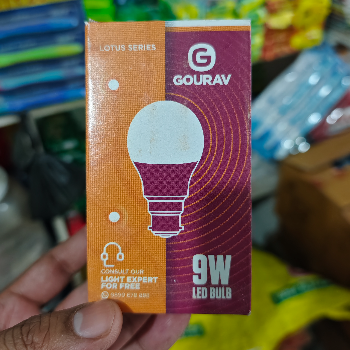 LOTUS SERIES
G
GOURAV
CONSULT OUR
LIGHT EXPERT
FOR FREE
9W
LED BULB